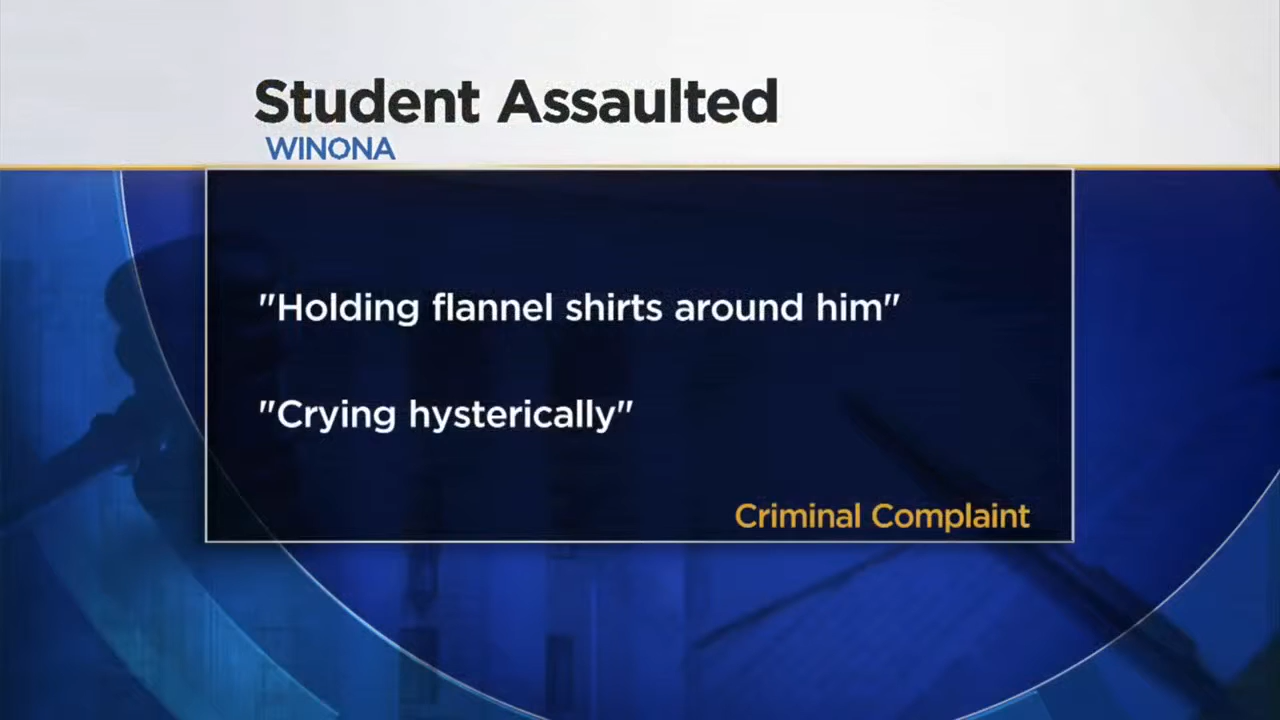 Student Assaulted
WINONA
"Holding flannel shirts around him"
"Crying hysterically"
Criminal Complaint